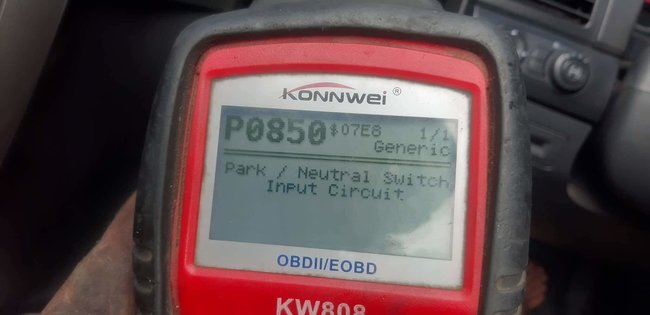 KONNWEI®
P0850 $07E8 1/1
Generic
Park / Neutral Switch
Input Circuit
OBDII/EOBD
KW808